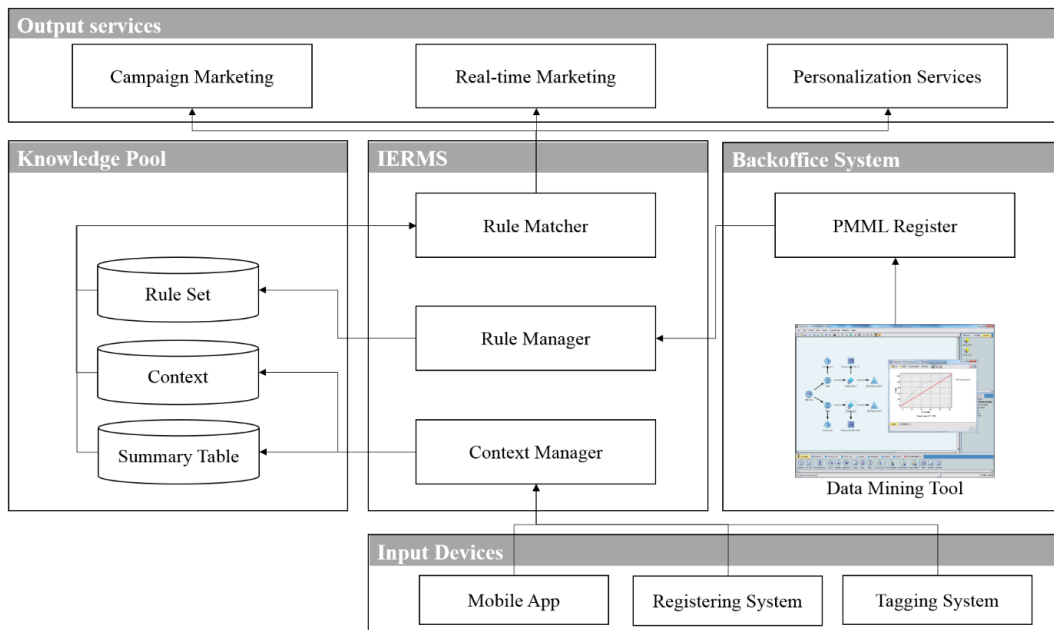 Output services
Campaign Marketing
Real-time Marketing
Personalization Services
Knowledge Pool
Rule Set
Context
Summary Table
IERMS
Rule Matcher
Rule Manager
Context Manager
Backoffice System
PMML Register
Data Mining Tool
Input Devices
Mobile App
Registering System
Tagging System